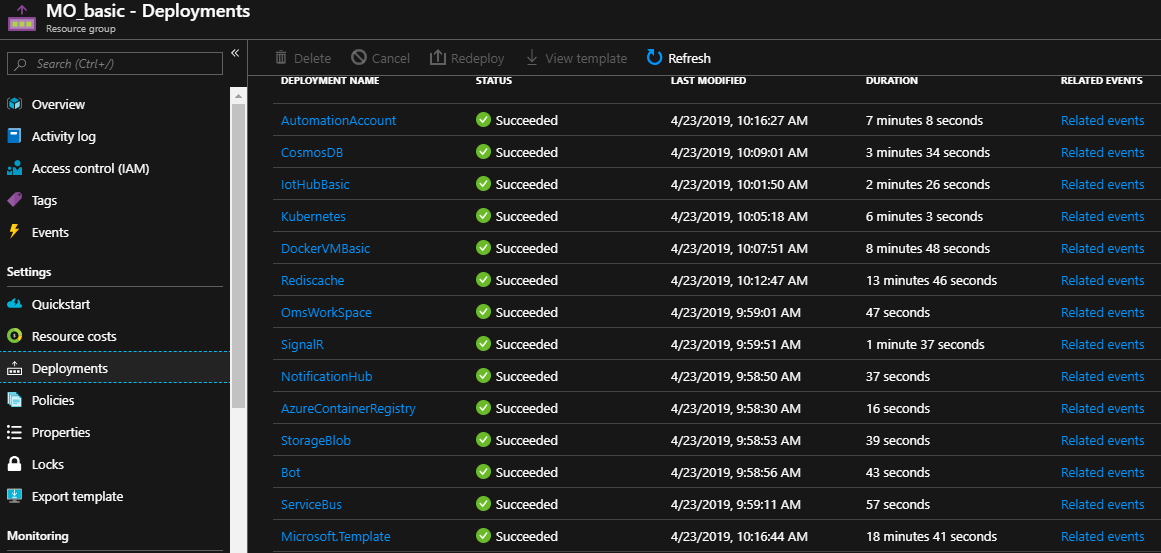 MO_basic - Deployments
Resource group
Search (Ctrl+/)
«
Overview
Activity log
Access control (IAM)
Tags
Events
Settings
Quickstart
Resource costs
Deployments
Policies
Properties
Locks
Export template
Monitoring
Delete Cancel Redeploy View template Refresh
DEPLOYMENT NAME STATUS LAST MODIFIED DURATION RELATED EVENTS
AutomationAccount Succeeded 4/23/2019, 10:16:27 AM 7 minutes 8 seconds Related events
CosmosDB Succeeded 4/23/2019, 10:09:01 AM 3 minutes 34 seconds Related events
IotHubBasic Succeeded 4/23/2019, 10:01:50 AM 2 minutes 26 seconds Related events
Kubernetes Succeeded 4/23/2019, 10:05:18 AM 6 minutes 3 seconds Related events
DockerVMBasic Succeeded 4/23/2019, 10:07:51 AM 8 minutes 48 seconds Related events
Rediscache Succeeded 4/23/2019, 10:12:47 AM 13 minutes 46 seconds Related events
OmsWorkSpace Succeeded 4/23/2019, 9:59:01 AM 47 seconds Related events
SignalR Succeeded 4/23/2019, 9:59:51 AM 1 minute 37 seconds Related events
NotificationHub Succeeded 4/23/2019, 9:58:50 AM 37 seconds Related events
AzureContainerRegistry Succeeded 4/23/2019, 9:58:30 AM 16 seconds Related events
StorageBlob Succeeded 4/23/2019, 9:58:53 AM 39 seconds Related events
Bot Succeeded 4/23/2019, 9:58:56 AM 43 seconds Related events
ServiceBus Succeeded 4/23/2019, 9:59:11 AM 57 seconds Related events
Microsoft.Template Succeeded 4/23/2019, 10:16:44 AM 18 minutes 41 seconds Related events